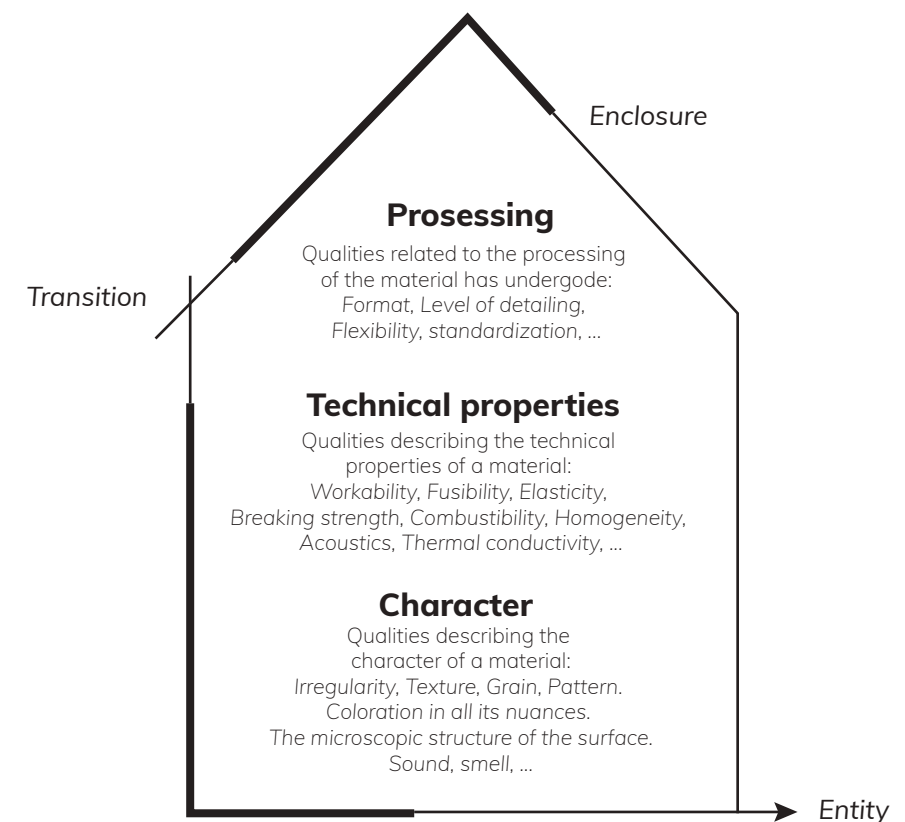 Enclosure
Prosessing
Qualities related to the processing
of the material has undergode:
Transition
Format, Level of detailing,
Flexibility, standardization, ...
Technical properties
Qualities describing the technical
properties of a material:
Workability, Fusibility, Elasticity,
Breaking strength, Combustibility, Homogeneity,
Acoustics, Thermal conductivity, ...
Character
Qualities describing the
character of a material:
Irregularity, Texture, Grain, Pattern.
Coloration in all its nuances.
The microscopic structure of the surface.
Sound, smell, ...
Entity